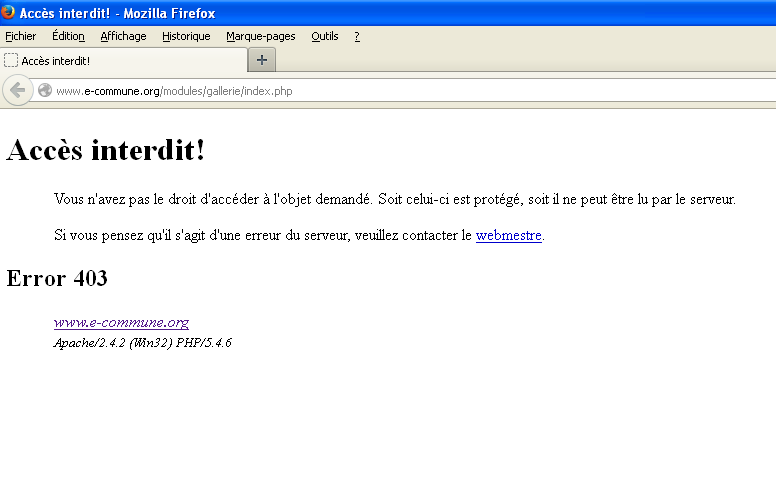 Accès interdit! - Mozilla Firefox
Fichier Édition Affichage Historique Marque-pages Outils ?
Accès interdit! +
www.e-commune.org/modules/gallerie/index.php
Accès interdit!
Vous n'avez pas le droit d'accéder à l'objet demandé. Soit celui-ci est protégé, soit il ne peut être lu par le serveur.
Si vous pensez qu'il s'agit d'une erreur du serveur, veuillez contacter le webmestre.
Error 403
www.e-commune.org
Apache/2.4.2 (Win32) PHP/5.4.6